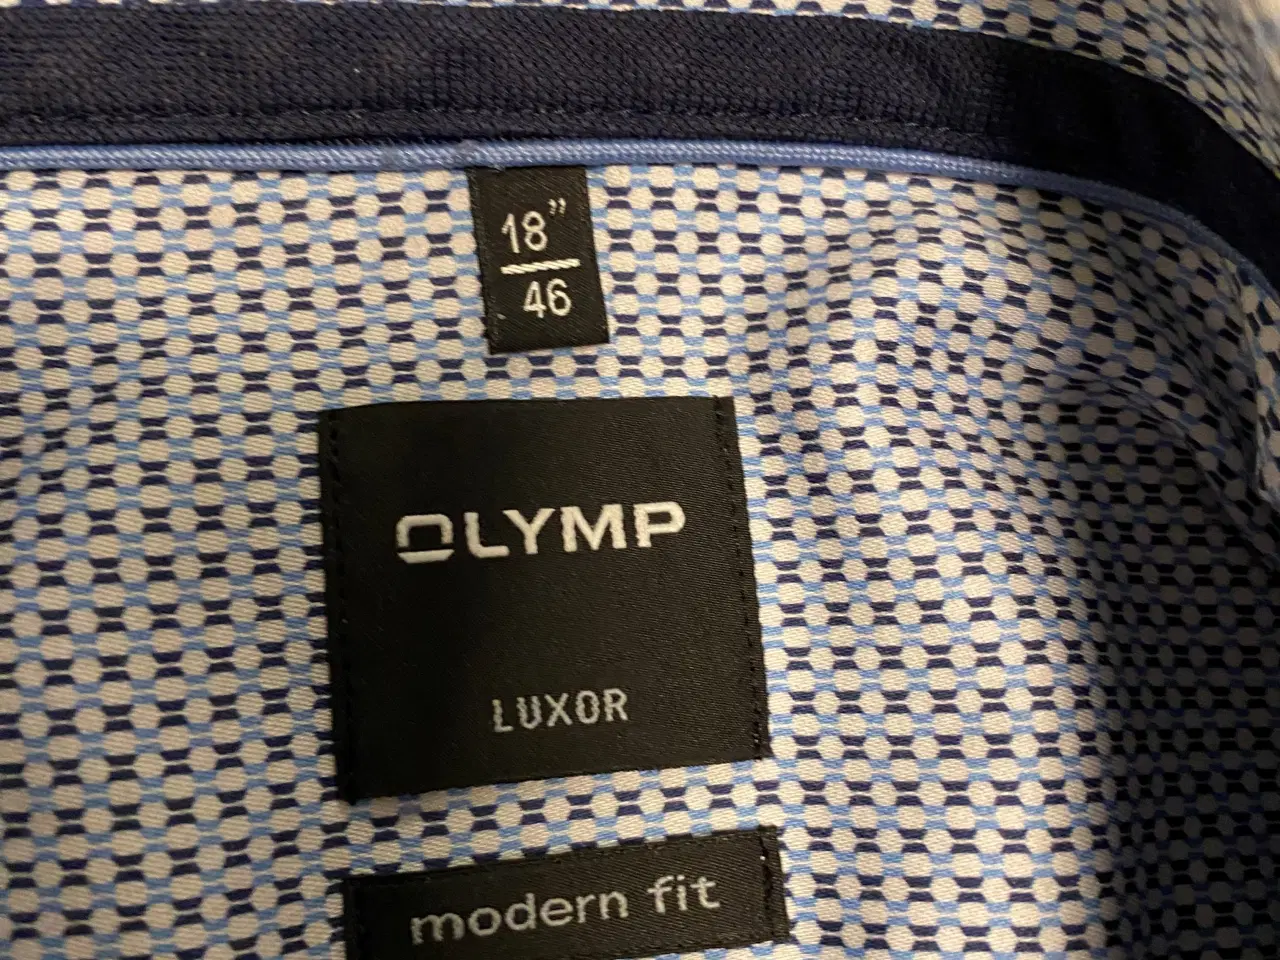 18”
46
OLYMP
LUXOR
modern fit